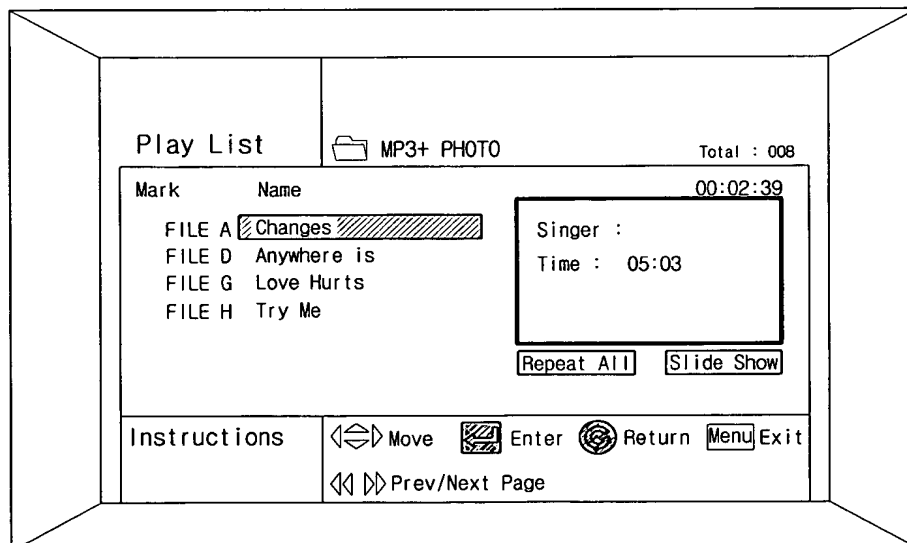 Play List
MP3+ PHOTO
Total : 008
Mark Name
00:02:39
FILE A Changes
FILE D Anywhere is
FILE G Love Hurts
FILE H Try Me
Singer :
Time : 05:03
Repeat All Slide Show
Instructions
Move Enter Return Menu Exit
Prev/Next Page